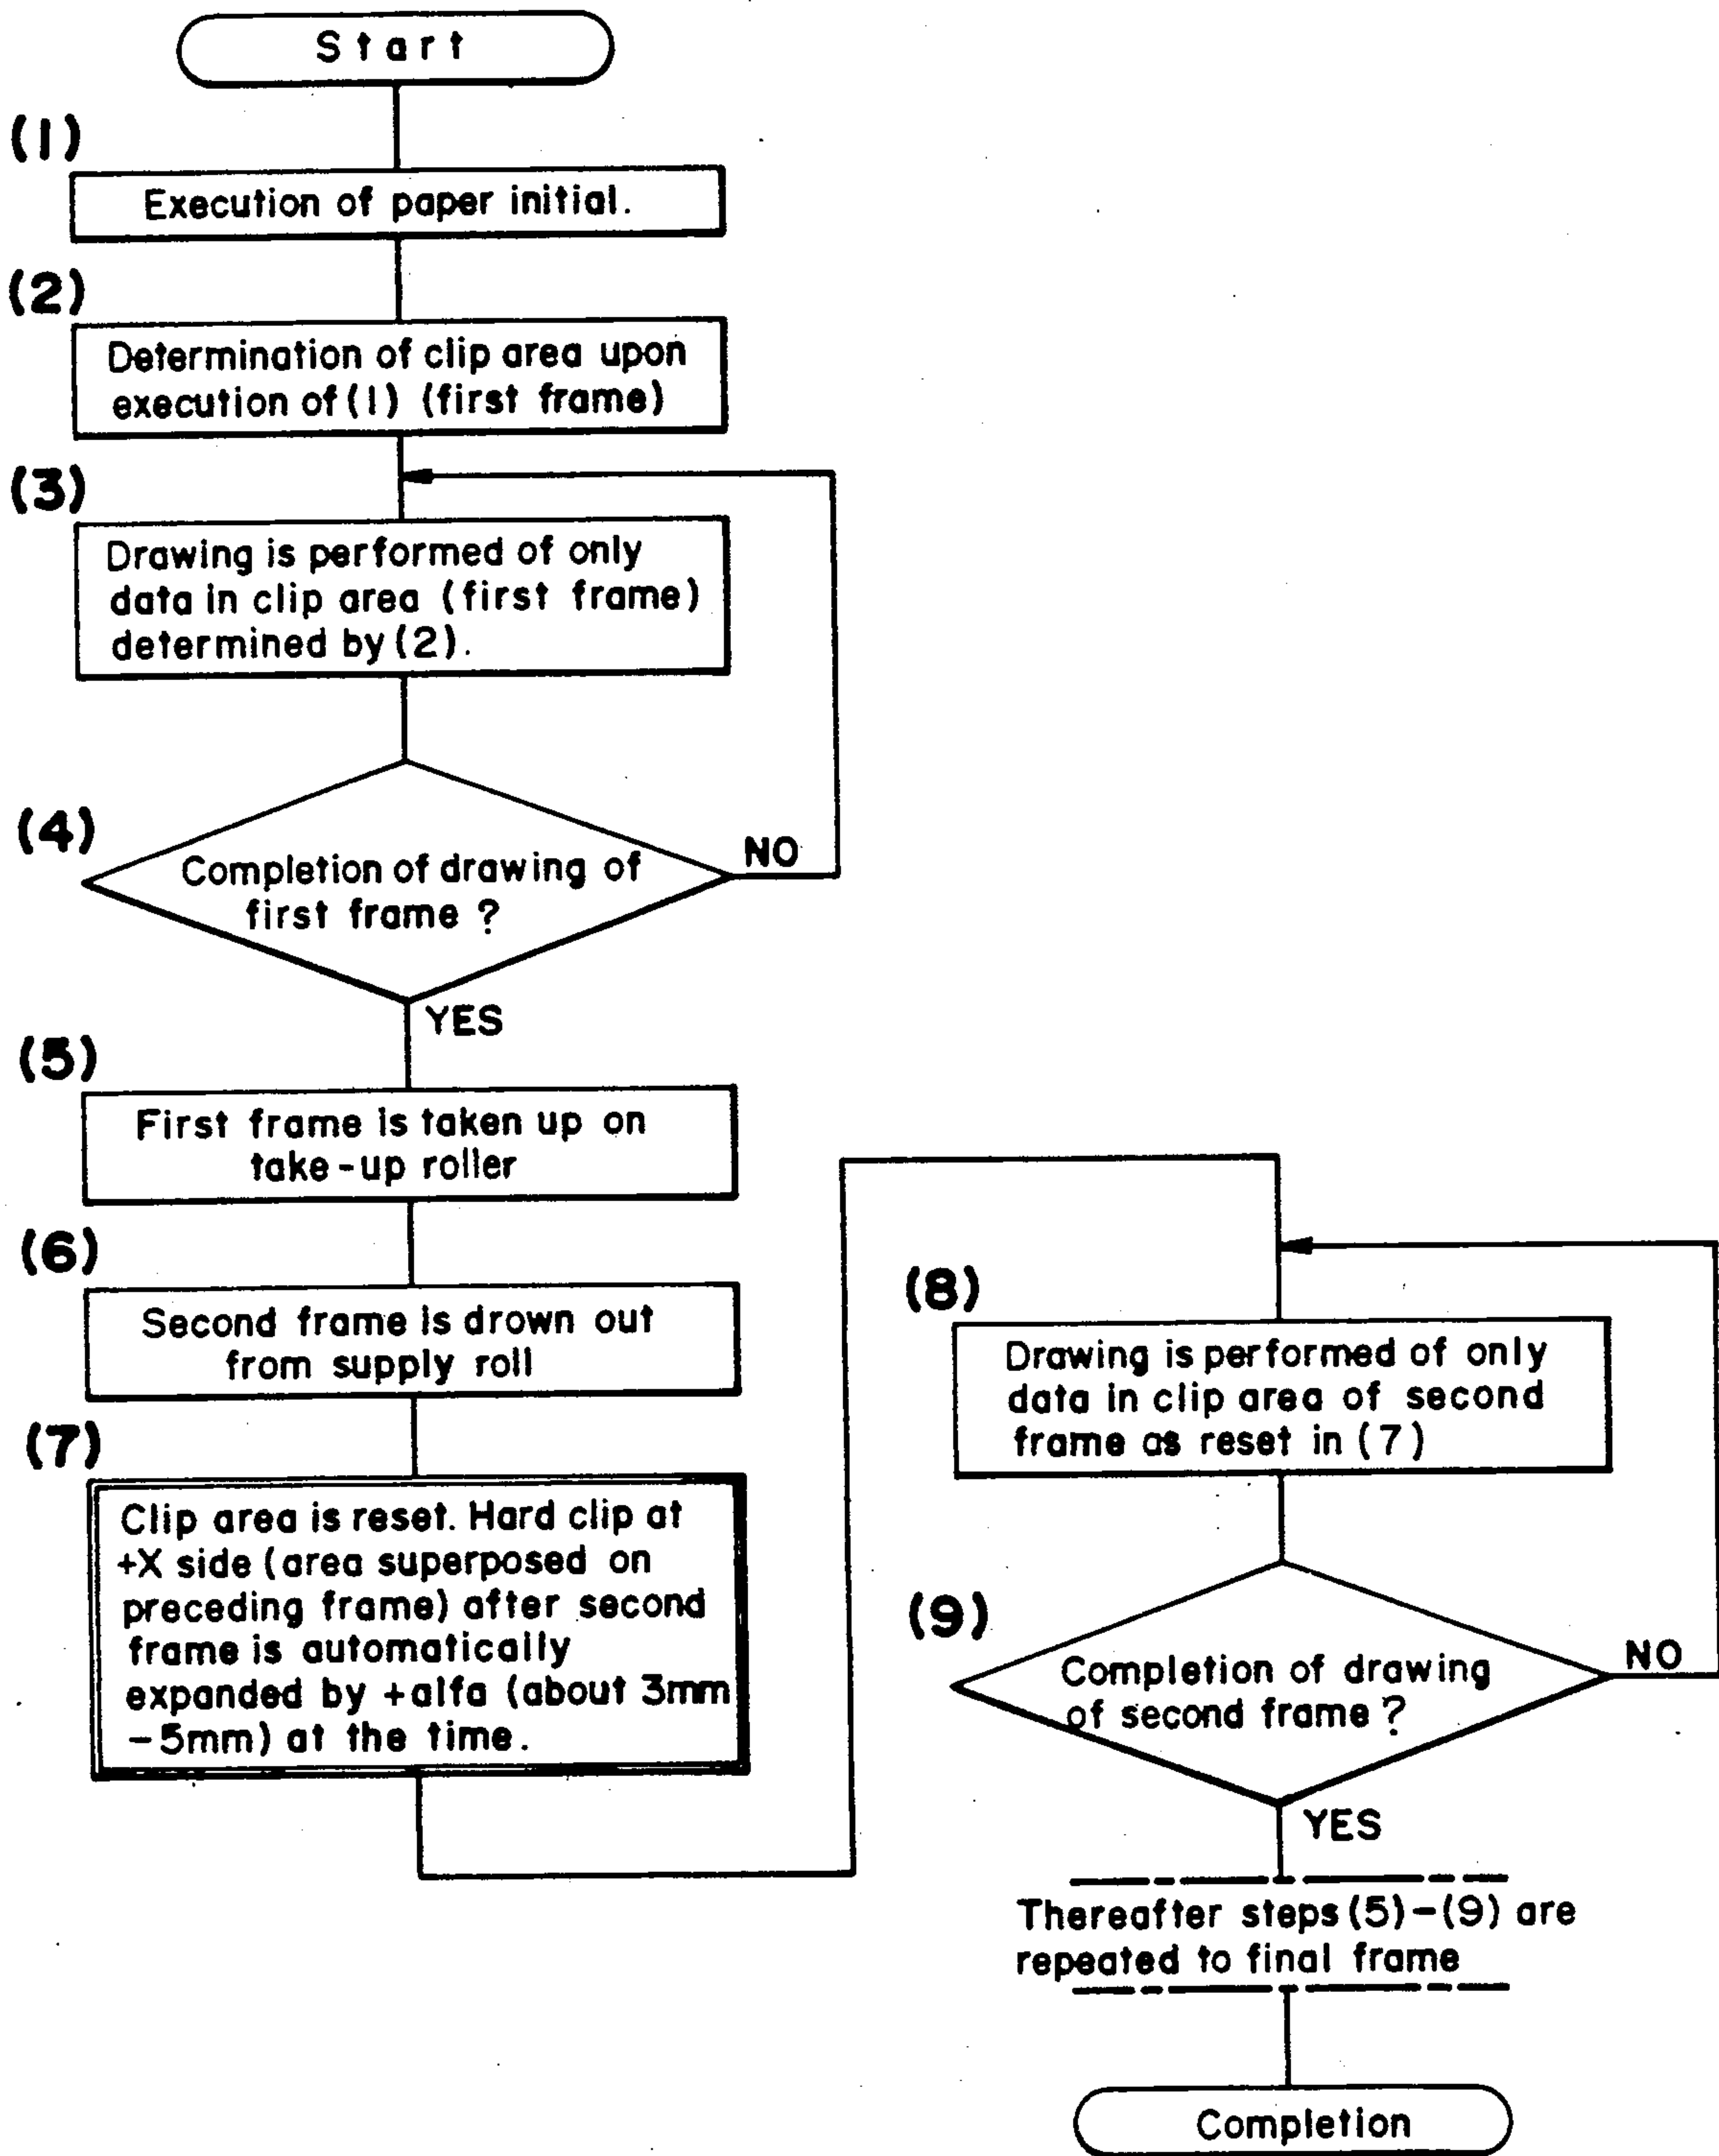 Start
(1)
Execution of paper initial.
(2)
Determination of clip area upon
execution of (1) (first frame)
(3)
Drawing is performed of only
data in clip area (first frame)
determined by (2).
(4)
Completion of drawing of
first frame ?
NO
YES
(5)
First frame is taken up on
take-up roller
(6)
Second frame is drown out
from supply roll
(7)
Clip area is reset. Hard clip at
+X side (area superposed on
preceding frame) after second
frame is automatically
expanded by +alfa (about 3mm
-5mm) at the time.
(8)
Drawing is performed of only
data in clip area of second
frame as reset in (7)
(9)
Completion of drawing
of second frame ?
NO
YES
Thereafter steps (5)-(9) are
repeated to final frame
Completion